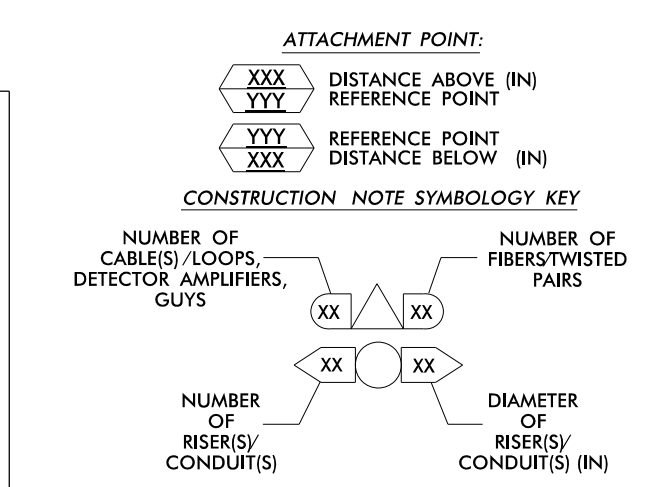 ATTACHMENT POINT:
XXX
YYY
DISTANCE ABOVE (IN)
REFERENCE POINT
YYY
XXX
REFERENCE POINT
DISTANCE BELOW (IN)
CONSTRUCTION NOTE SYMBOLOGY KEY
NUMBER OF
CABLE(S)/LOOPS,
DETECTOR AMPLIFIERS,
GUYS
NUMBER OF
FIBERS/TWISTED
PAIRS
XX
XX
XX
XX
NUMBER
OF
RISER(S)/
CONDUIT(S)
DIAMETER
OF
RISER(S)/
CONDUIT(S) (IN)